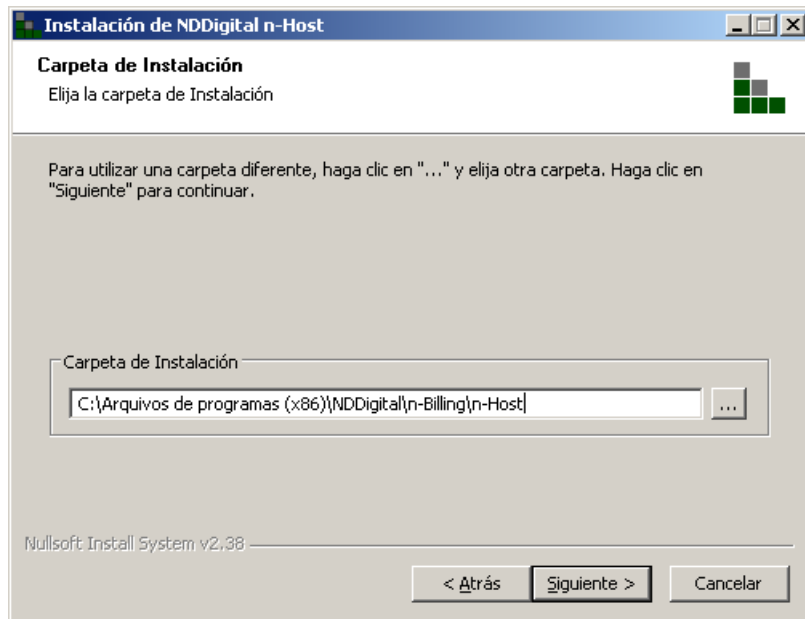 Instalación de NDDigital n-Host
Carpeta de Instalación
Elija la carpeta de Instalación
Para utilizar una carpeta diferente, haga clic en "..." y elija otra carpeta. Haga clic en
"Siguiente" para continuar.
Carpeta de Instalación
C:\Arquivos de programas (x86)\NDDigital\n-Billing\n-Host
...
Nullsoft Install System v2.38
< Atrás
Siguiente >
Cancelar